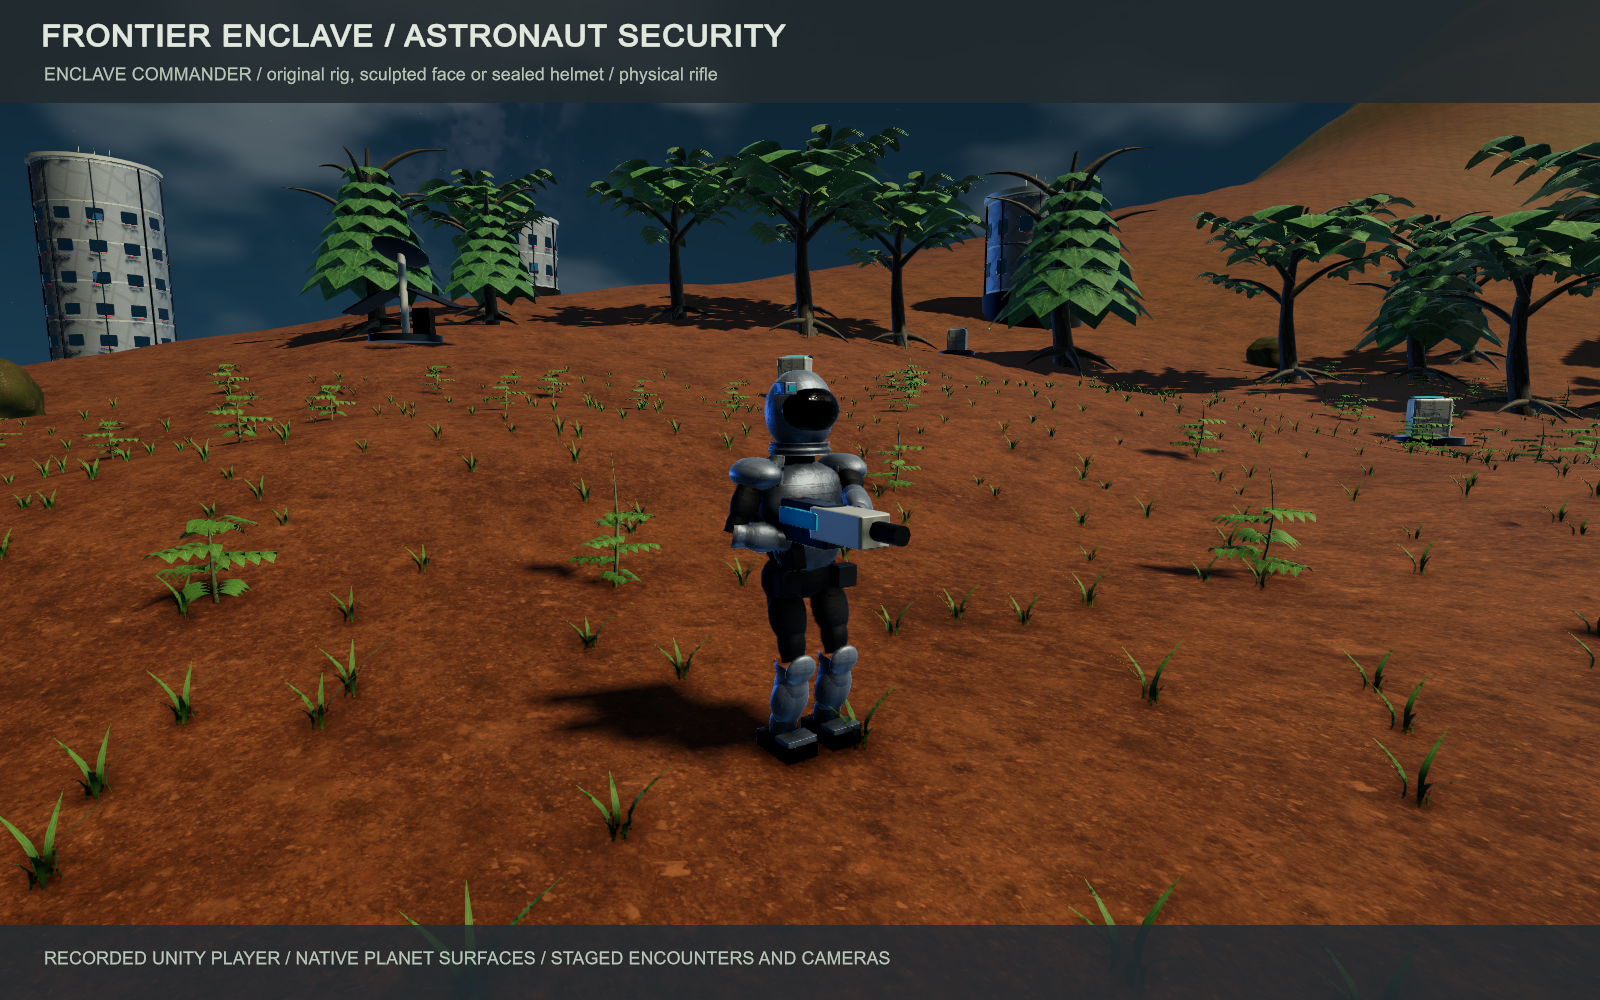 FRONTIER ENCLAVE / ASTRONAUT SECURITY
ENCLAVE COMMANDER / original rig, sculpted face or sealed helmet / physical rifle
RECORDED UNITY PLAYER / NATIVE PLANET SURFACES / STAGED ENCOUNTERS AND CAMERAS